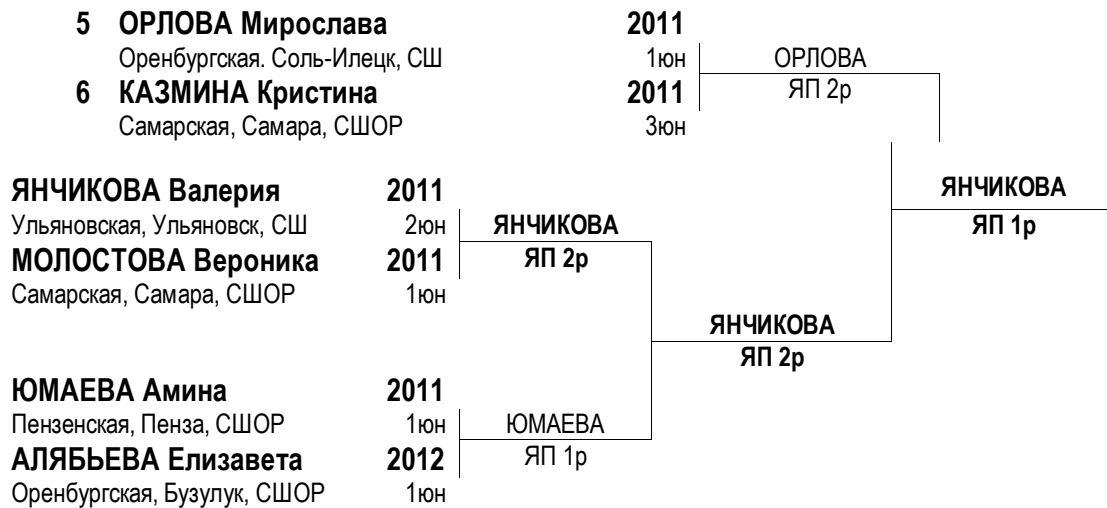 5 ОРЛОВА Мирослава 2011
Оренбургская. Соль-Илецк, СШ 1юн ОРЛОВА
6 КАЗМИНА Кристина 2011 ЯП 2р
Самарская, Самара, СШОР 3юн
ЯНЧИКОВА Валерия 2011 ЯНЧИКОВА
Ульяновская, Ульяновск, СШ 2юн ЯНЧИКОВА ЯП 1р
МОЛОСТОВА Вероника 2011 ЯП 2р
Самарская, Самара, СШОР 1юн
ЯНЧИКОВА
ЯП 2р
ЮМАЕВА Амина 2011
Пензенская, Пенза, СШОР 1юн ЮМАЕВА
АЛЯБЬЕВА Елизавета 2012 ЯП 1р
Оренбургская, Бузулук, СШОР 1юн